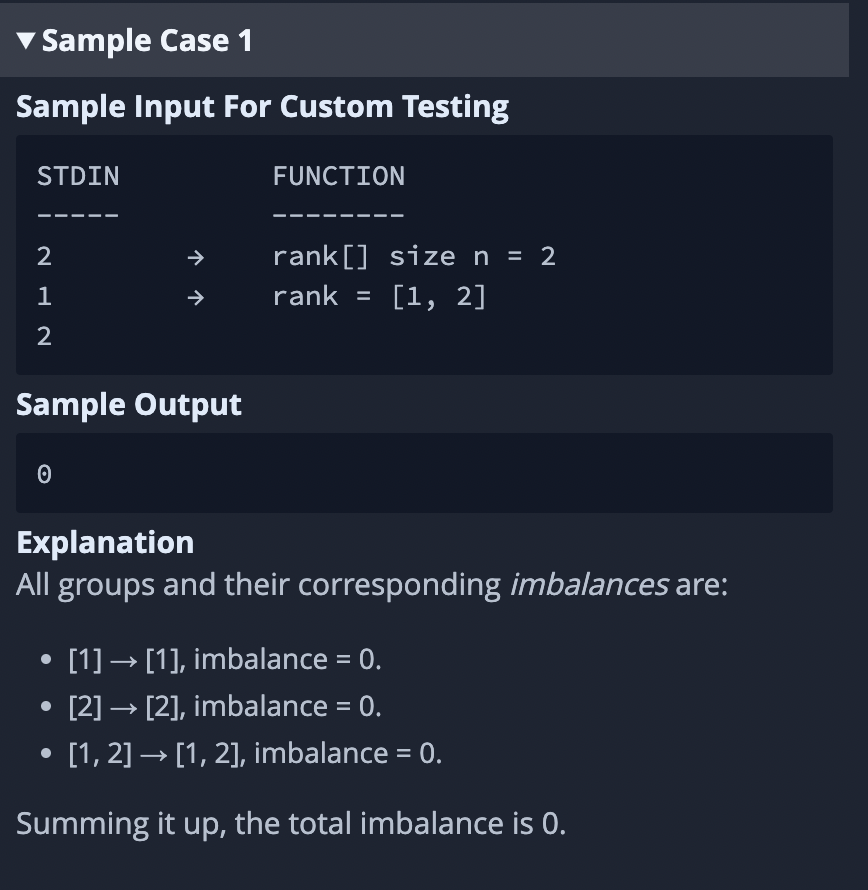 ▼ Sample Case 1
Sample Input For Custom Testing
STDIN FUNCTION
----- --------
2 → rank[] size n = 2
1 → rank = [1, 2]
2
Sample Output
0
Explanation
All groups and their corresponding imbalances are:
• [1] → [1], imbalance = 0.
• [2] → [2], imbalance = 0.
• [1, 2] → [1, 2], imbalance = 0.
Summing it up, the total imbalance is 0.